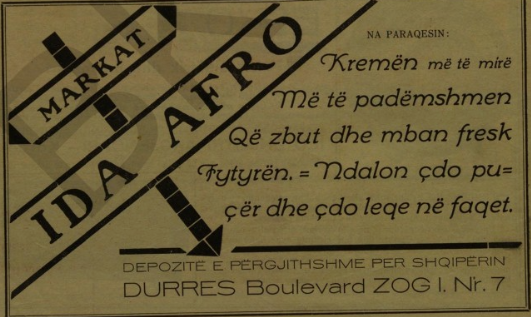 MARKAT
IDA AFRO
NA PARAQESIN:
Kremën më të mirë
Më të padëmshmen
Që zbut dhe mban fresk
Fytyrën. = Ndalon çdo pu=
çër dhe çdo leqe në faqet.
DEPOZITË E PËRGJITHSHME PER SHQIPËRIN
DURRES Boulevard ZOG I. Nr. 7